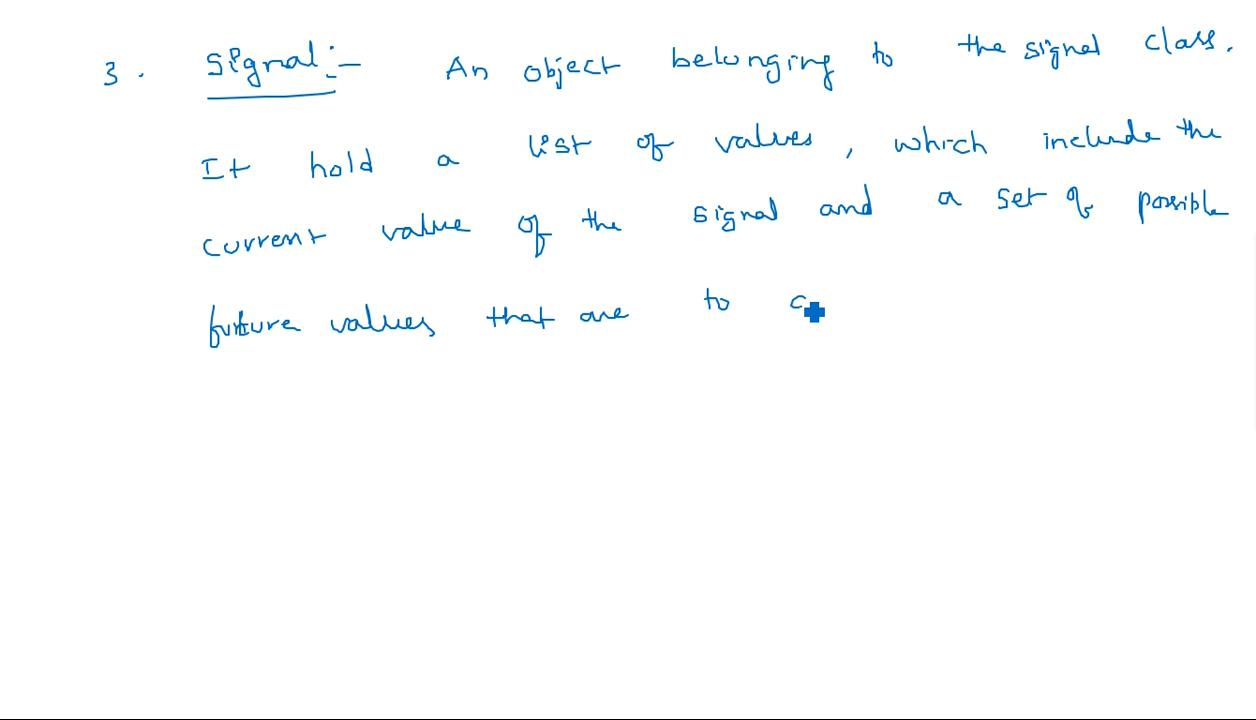 3. Signal:- An object belonging to the signal class.
It hold a list of values, which include the
current value of the signal and a set of possible
future values that are to